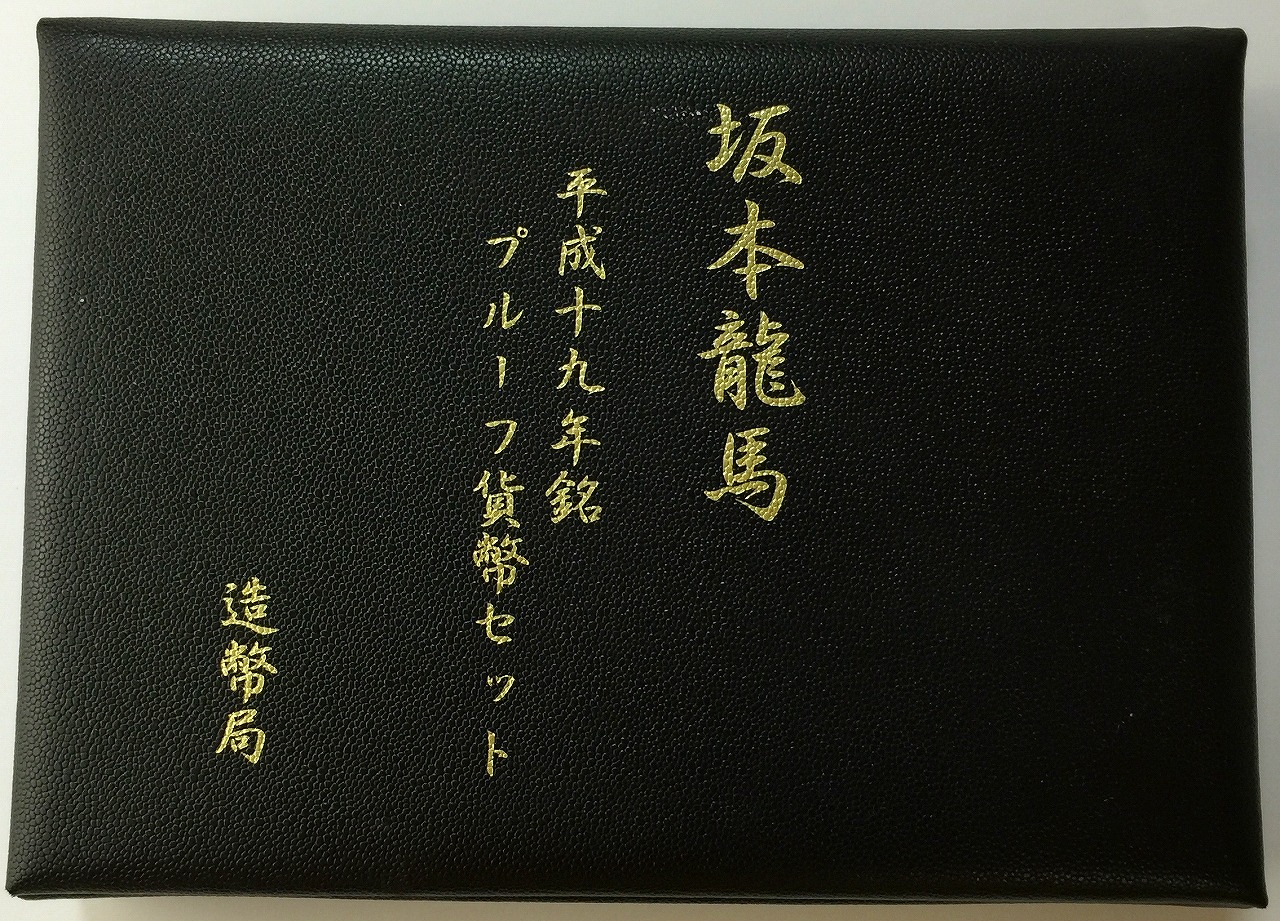 坂本龍馬
平成十九年銘
プルーフ貨幣セット
造幣局